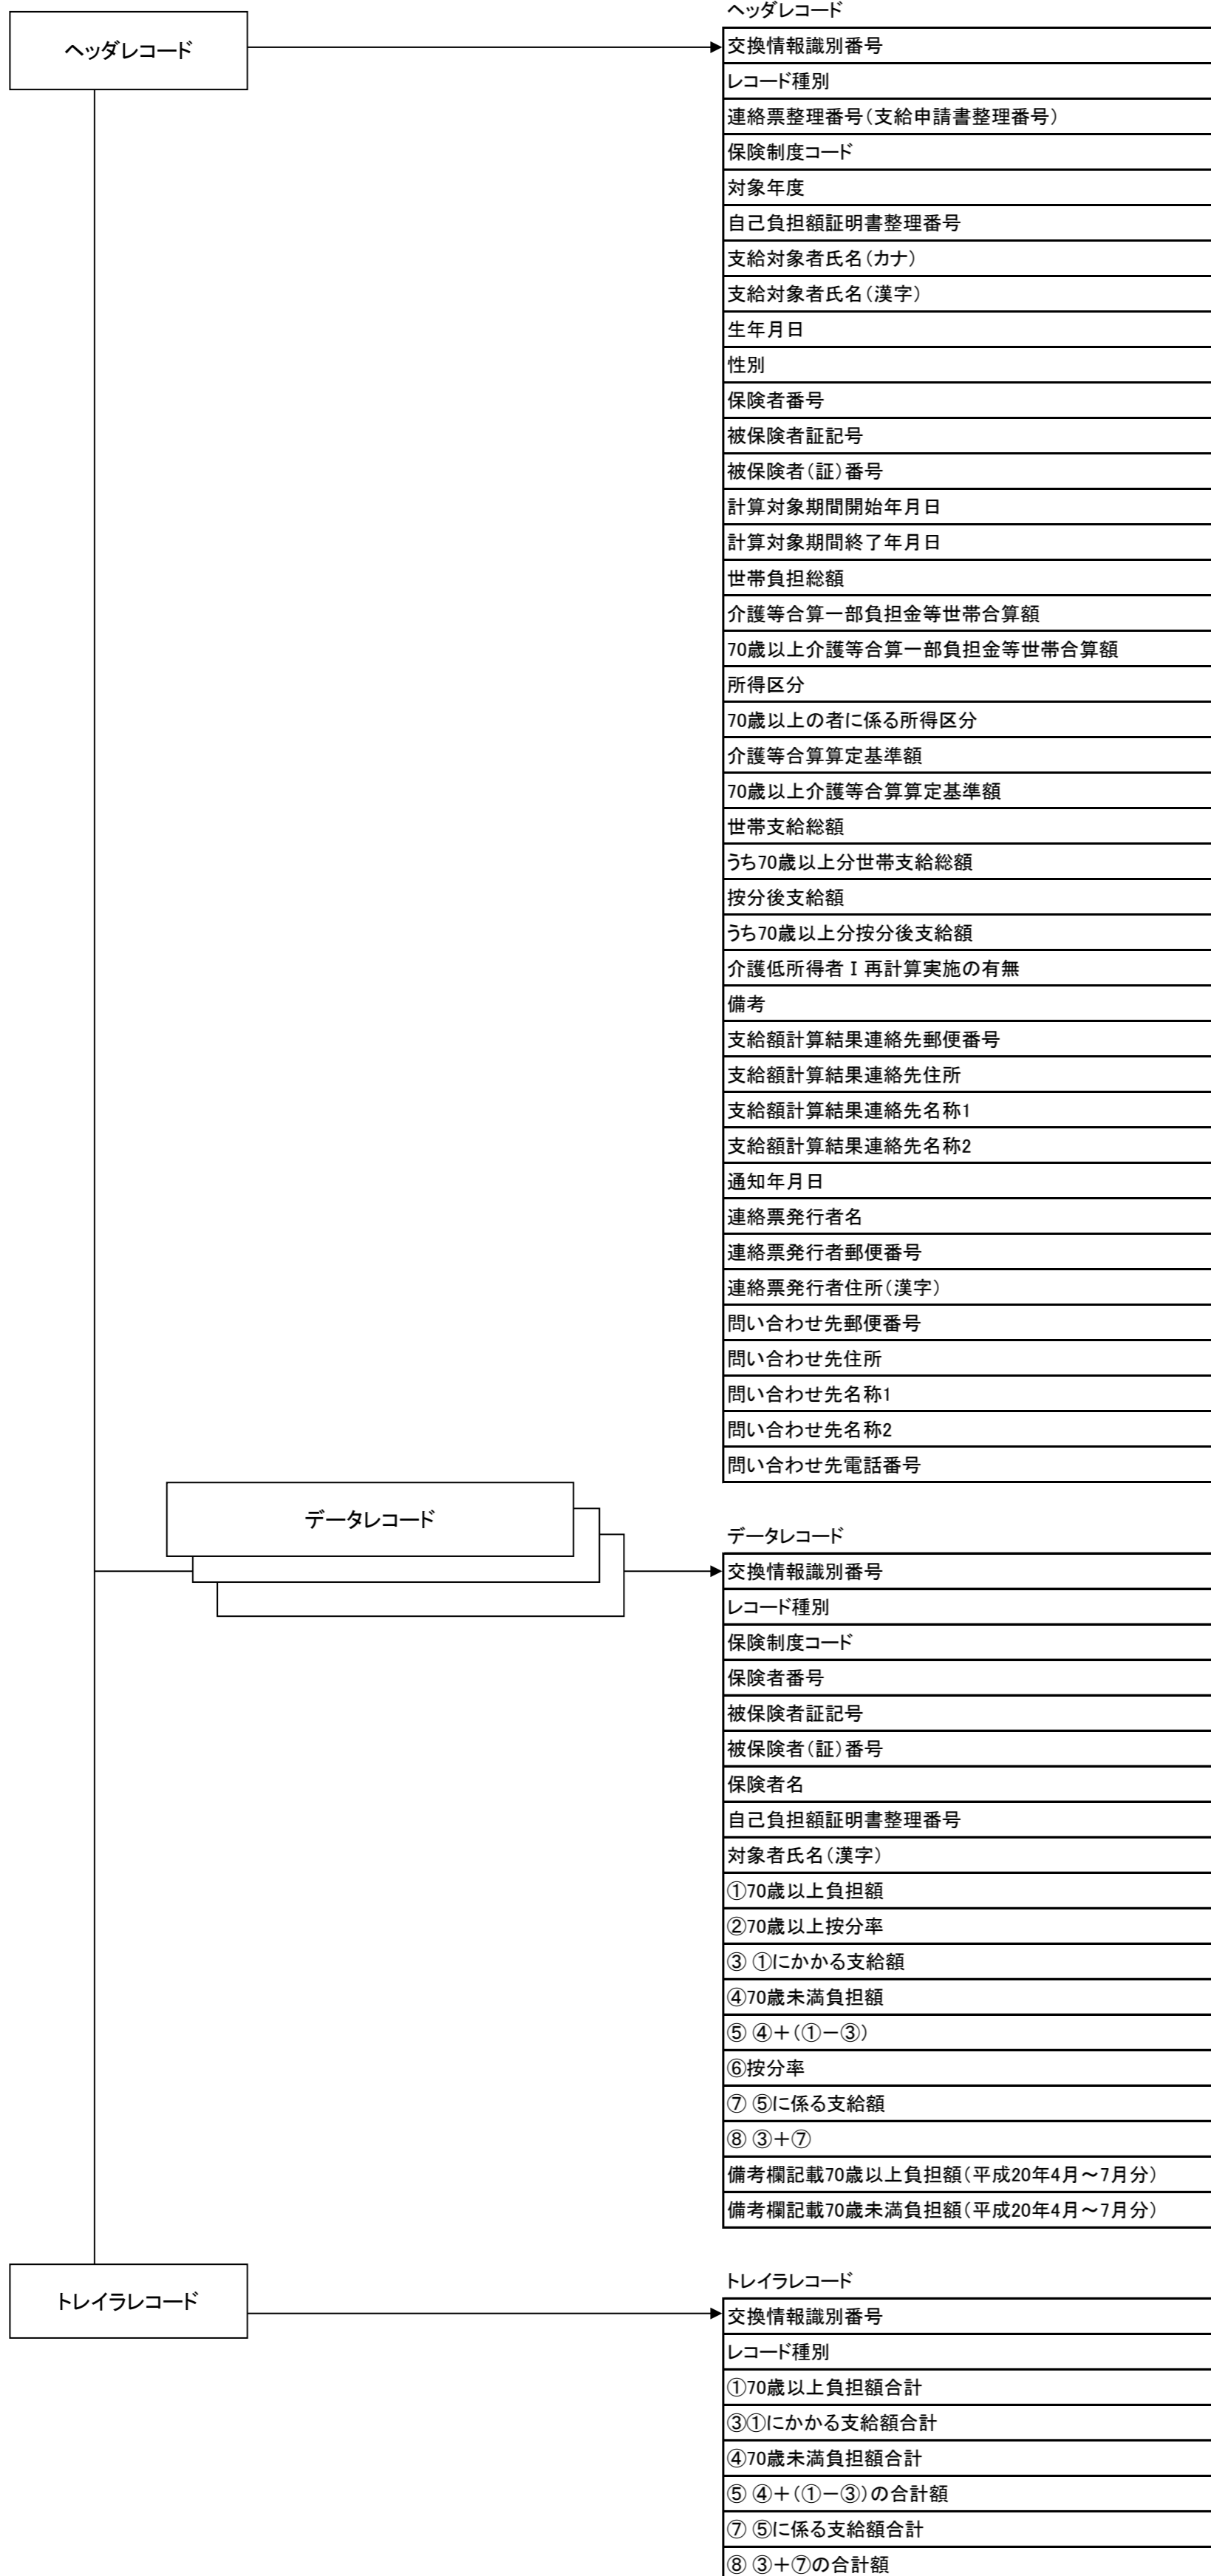 ヘッダレコード
ヘッダレコード
交換情報識別番号
レコード種別
連絡票整理番号（支給申請書整理番号）
保険制度コード
対象年度
自己負担額証明書整理番号
支給対象者氏名（カナ）
支給対象者氏名（漢字）
生年月日
性別
保険者番号
被保険者証記号
被保険者（証）番号
計算対象期間開始年月日
計算対象期間終了年月日
世帯負担総額
介護等合算一部負担金等世帯合算額
70歳以上介護等合算一部負担金等世帯合算額
所得区分
70歳以上の者に係る所得区分
介護等合算算定基準額
70歳以上介護等合算算定基準額
世帯支給総額
うち70歳以上分世帯支給総額
按分後支給額
うち70歳以上分按分後支給額
介護低所得者Ⅰ再計算実施の有無
備考
支給額計算結果連絡先郵便番号
支給額計算結果連絡先住所
支給額計算結果連絡先名称1
支給額計算結果連絡先名称2
通知年月日
連絡票発行者名
連絡票発行者郵便番号
連絡票発行者住所（漢字）
問い合わせ先郵便番号
問い合わせ先住所
問い合わせ先名称1
問い合わせ先名称2
問い合わせ先電話番号
データレコード
データレコード
交換情報識別番号
レコード種別
保険制度コード
保険者番号
被保険者証記号
被保険者（証）番号
保険者名
自己負担額証明書整理番号
対象者氏名（漢字）
①70歳以上負担額
②70歳以上按分率
③ ①にかかる支給額
④70歳未満負担額
⑤ ④＋（①－③）
⑥按分率
⑦ ⑤に係る支給額
⑧ ③＋⑦
備考欄記載70歳以上負担額（平成20年4月～7月分）
備考欄記載70歳未満負担額（平成20年4月～7月分）
トレイラレコード
トレイラレコード
交換情報識別番号
レコード種別
①70歳以上負担額合計
③①にかかる支給額合計
④70歳未満負担額合計
⑤ ④＋（①－③）の合計額
⑦ ⑤に係る支給額合計
⑧ ③＋⑦の合計額